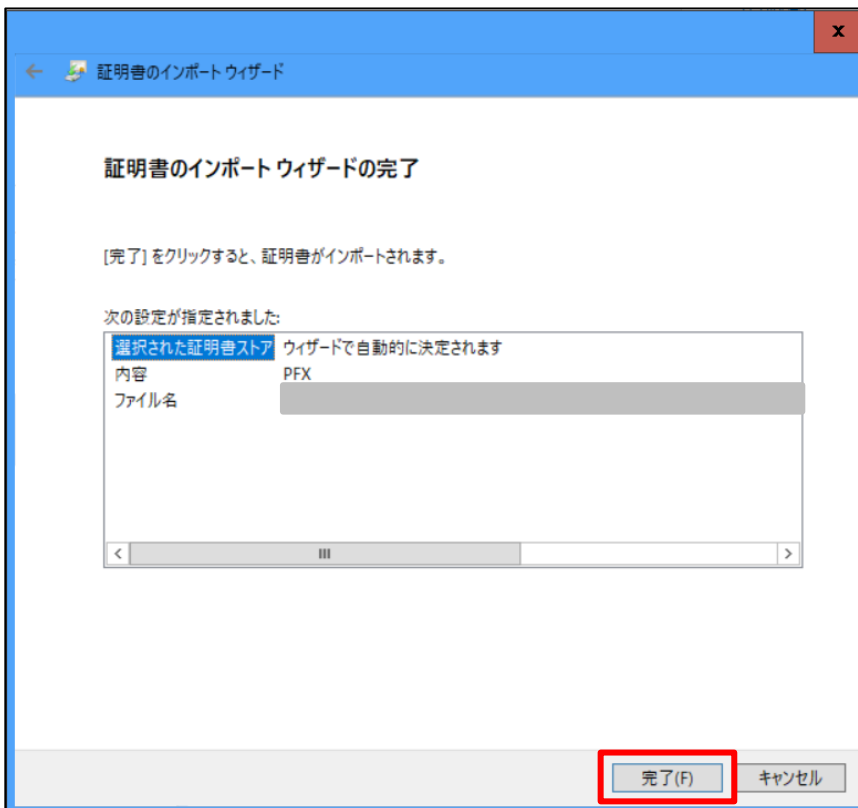 x
証明書のインポート ウィザード
証明書のインポート ウィザードの完了
[完了] をクリックすると、証明書がインポートされます。
次の設定が指定されました:
選択された証明書ストア ウィザードで自動的に決定されます
内容 PFX
ファイル名
完了(F) キャンセル